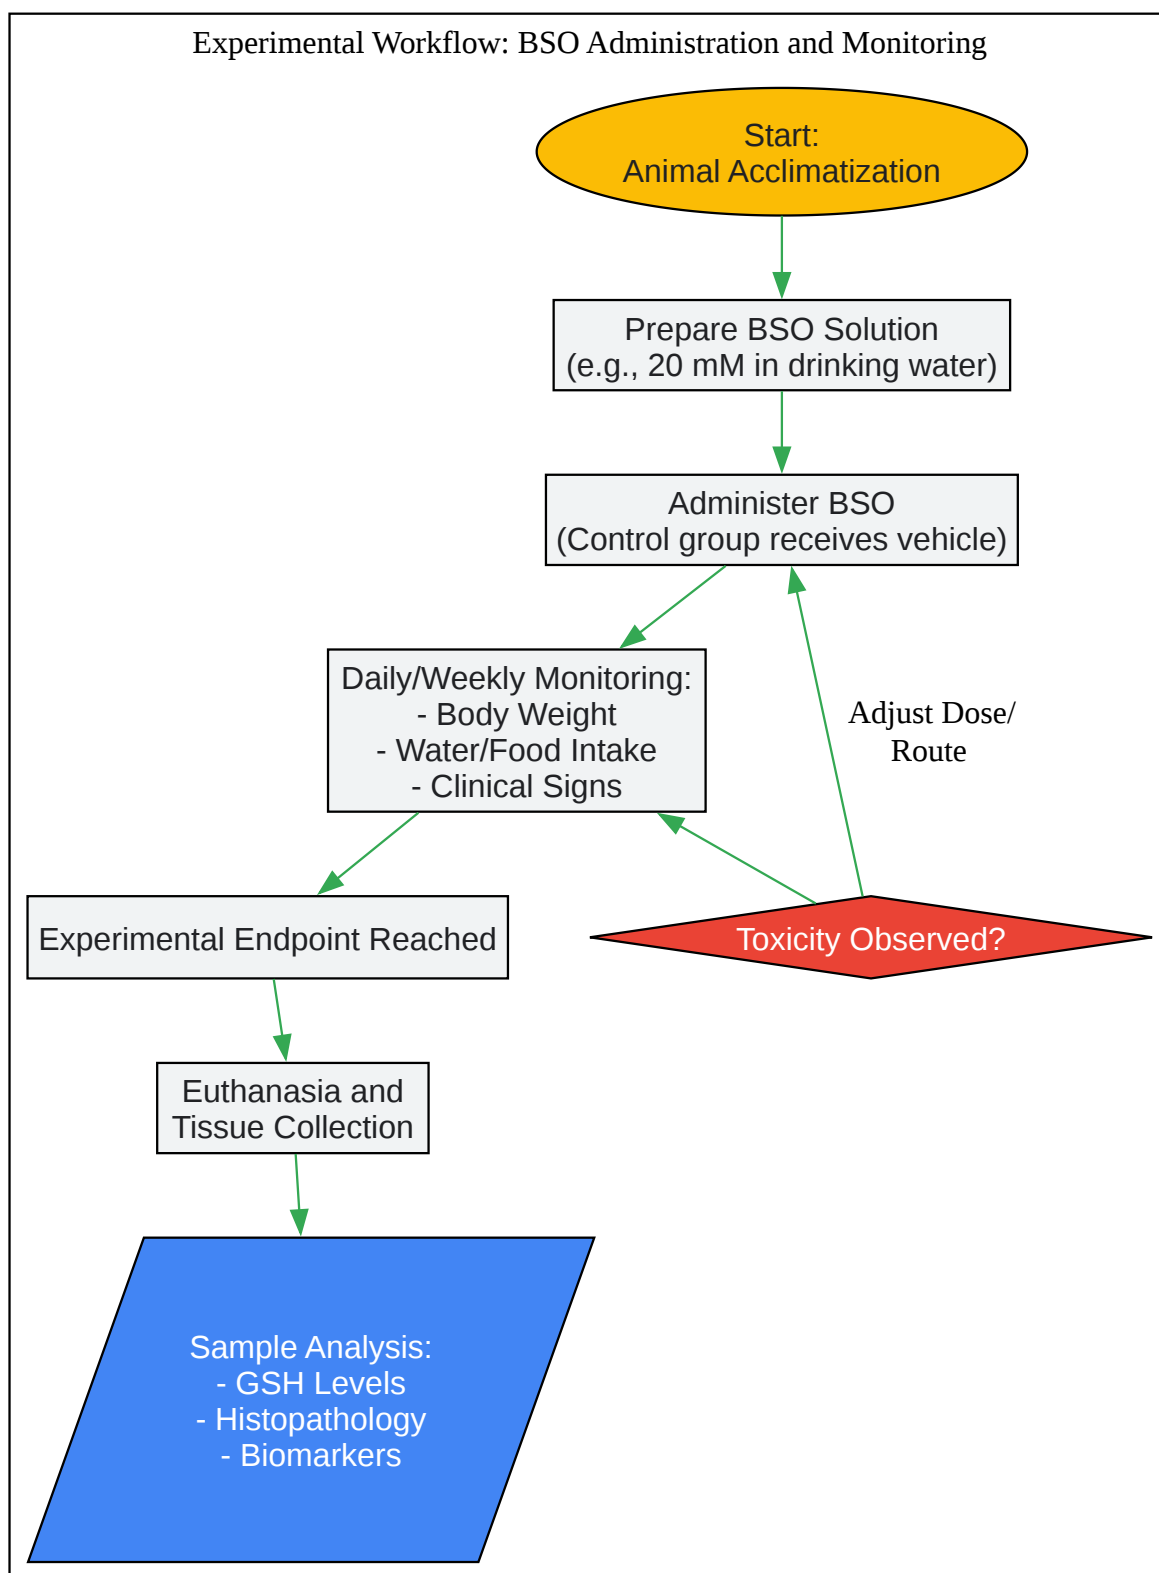 Experimental Workflow: BSO Administration and Monitoring
Start:
Animal Acclimatization
Prepare BSO Solution
(e.g., 20 mM in drinking water)
Administer BSO
(Control group receives vehicle)
Daily/Weekly Monitoring:
- Body Weight
- Water/Food Intake
- Clinical Signs
Adjust Dose/
Route
Experimental Endpoint Reached
Toxicity Observed?
Euthanasia and
Tissue Collection
Sample Analysis:
- GSH Levels
- Histopathology
- Biomarkers